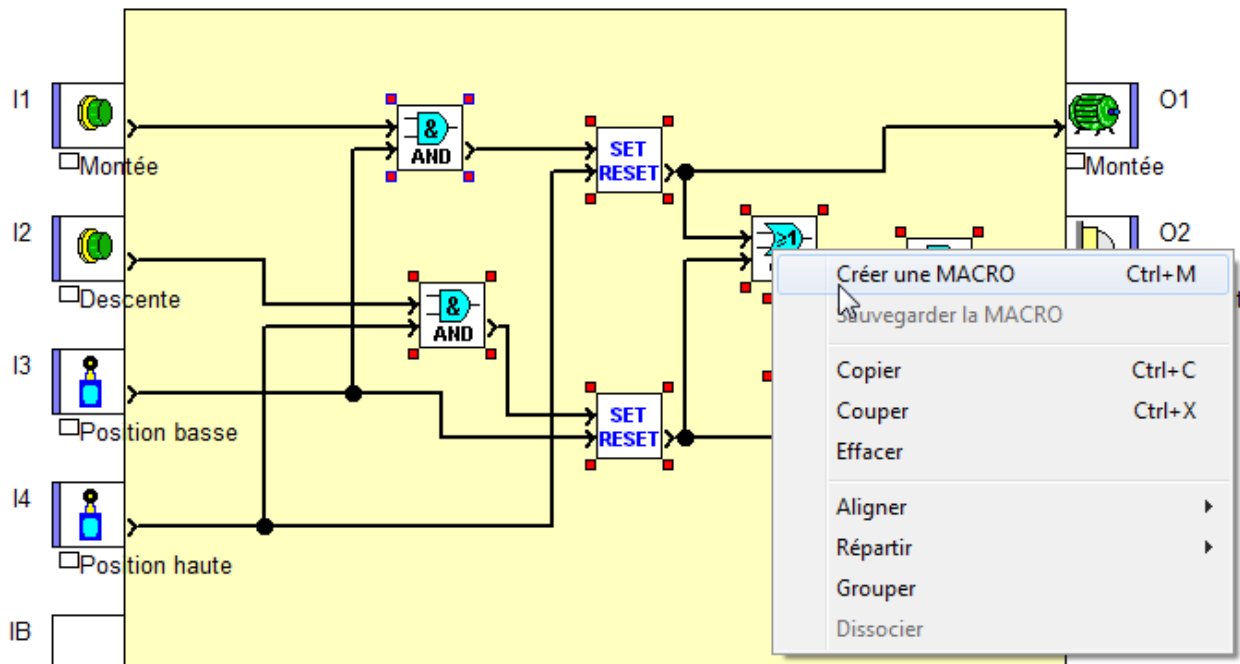 I1
Montée
I2
Descente
I3
Position basse
I4
Position haute
IB
&
AND
&
AND
SET
RESET
SET
RESET
≥1
O1
Montée
O2
Créer une MACRO Ctrl+M
Sauvegarder la MACRO
Copier Ctrl+C
Couper Ctrl+X
Effacer
Aligner
Répartir
Grouper
Dissocier